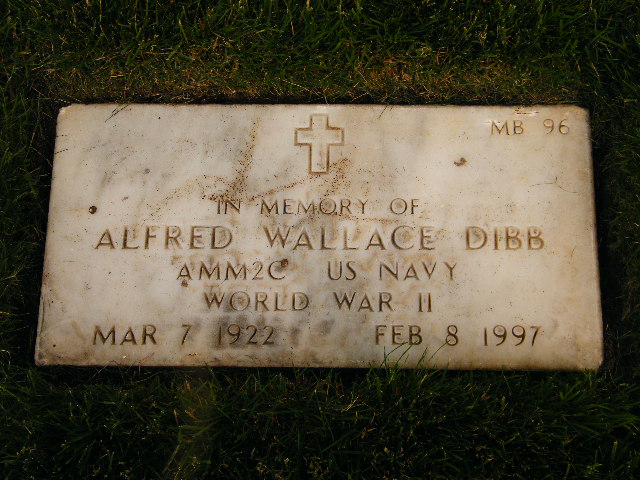 MB 96
IN MEMORY OF
ALFRED WALLACE DIBB
AMM2C US NAVY
WORLD WAR II
MAR 7 1922 FEB 8 1997